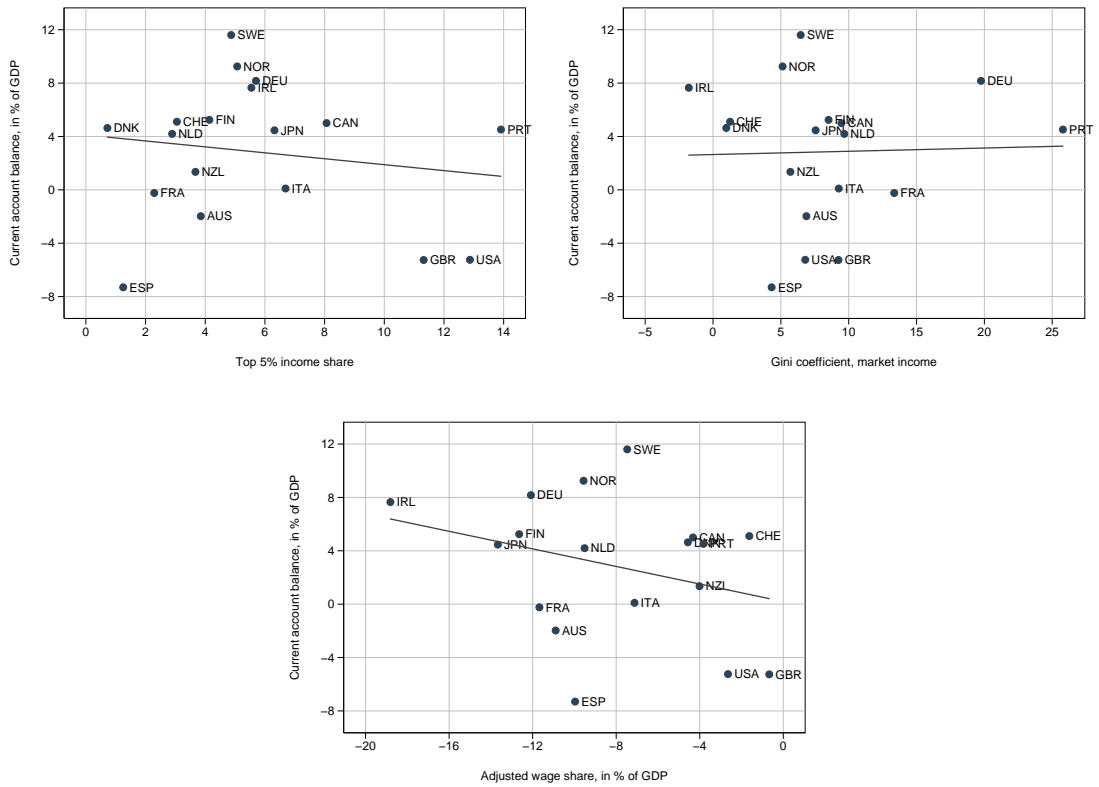 Current account balance, in % of GDP
12
8
4
0
−4
−8
SWE
NOR
DEU
IRL
DNK
CHE
FIN
NLD
JPN
CAN
PRT
NZL
FRA
ITA
AUS
GBR
USA
ESP
0 2 4 6 8 10 12 14
Top 5% income share
Current account balance, in % of GDP
12
8
4
0
−4
−8
SWE
NOR
IRL
DEU
CHE
DNK
FIN
CAN
JPN
NLD
PRT
NZL
ITA
FRA
AUS
USA
GBR
ESP
−5 0 5 10 15 20 25
Gini coefficient, market income
Current account balance, in % of GDP
12
8
4
0
−4
−8
SWE
NOR
DEU
IRL
FIN
JPN
NLD
CAN
DNK
PRT
CHE
NZL
FRA
ITA
AUS
USA
GBR
ESP
−20 −16 −12 −8 −4 0
Adjusted wage share, in % of GDP